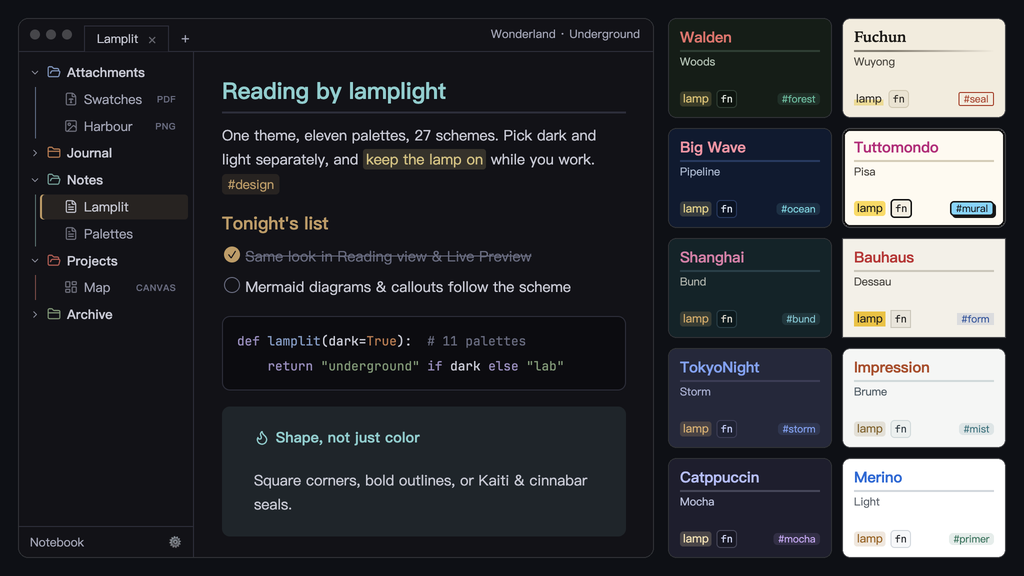 Lamplit
Wonderland · Underground
Attachments
Swatches PDF
Harbour PNG
Journal
Notes
Lamplit
Palettes
Projects
Map CANVAS
Archive
Notebook
Reading by lamplight
One theme, eleven palettes, 27 schemes. Pick dark and
light separately, and keep the lamp on while you work.
#design
Tonight's list
Same look in Reading view & Live Preview
Mermaid diagrams & callouts follow the scheme
def lamplit(dark=True):  # 11 palettes
    return "underground" if dark else "lab"
Shape, not just color
Square corners, bold outlines, or Kaiti & cinnabar
seals.
Walden
Woods
lamp fn #forest
Fuchun
Wuyong
lamp fn #seal
Big Wave
Pipeline
lamp fn #ocean
Tuttomondo
Pisa
lamp fn #mural
Shanghai
Bund
lamp fn #bund
Bauhaus
Dessau
lamp fn #form
TokyoNight
Storm
lamp fn #storm
Impression
Brume
lamp fn #mist
Catppuccin
Mocha
lamp fn #mocha
Merino
Light
lamp fn #primer